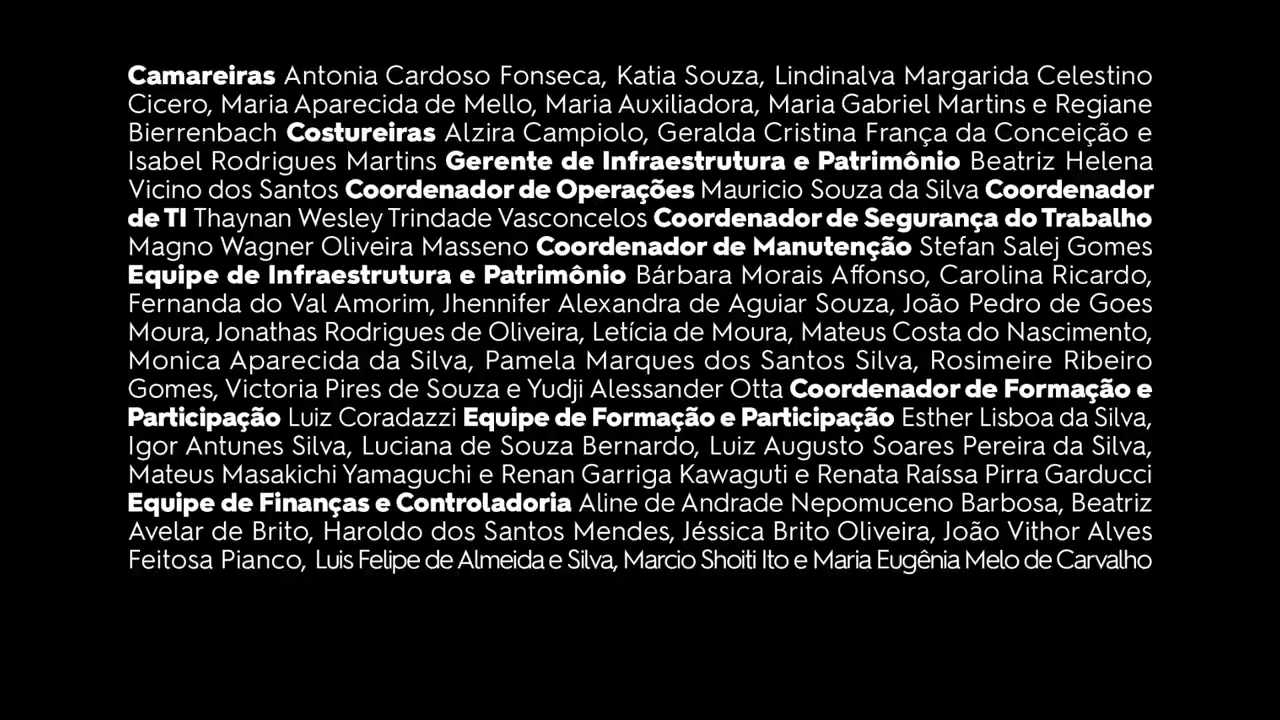 Camareiras Antonia Cardoso Fonseca, Katia Souza, Lindinalva Margarida Celestino
Cicero, Maria Aparecida de Mello, Maria Auxiliadora, Maria Gabriel Martins e Regiane
Bierrenbach Costureiras Alzira Campiolo, Geralda Cristina França da Conceição e
Isabel Rodrigues Martins Gerente de Infraestrutura e Patrimônio Beatriz Helena
Vicino dos Santos Coordenador de Operações Mauricio Souza da Silva Coordenador
de TI Thaynan Wesley Trindade Vasconcelos Coordenador de Segurança do Trabalho
Magno Wagner Oliveira Masseno Coordenador de Manutenção Stefan Salej Gomes
Equipe de Infraestrutura e Patrimônio Bárbara Morais Affonso, Carolina Ricardo,
Fernanda do Val Amorim, Jhennifer Alexandra de Aguiar Souza, João Pedro de Goes
Moura, Jonathas Rodrigues de Oliveira, Letícia de Moura, Mateus Costa do Nascimento,
Monica Aparecida da Silva, Pamela Marques dos Santos Silva, Rosimeire Ribeiro
Gomes, Victoria Pires de Souza e Yudji Alessander Otta Coordenador de Formação e
Participação Luiz Coradazzi Equipe de Formação e Participação Esther Lisboa da Silva,
Igor Antunes Silva, Luciana de Souza Bernardo, Luiz Augusto Soares Pereira da Silva,
Mateus Masakichi Yamaguchi e Renan Garriga Kawaguti e Renata Raíssa Pirra Garducci
Equipe de Finanças e Controladoria Aline de Andrade Nepomuceno Barbosa, Beatriz
Avelar de Brito, Haroldo dos Santos Mendes, Jéssica Brito Oliveira, João Vithor Alves
Feitosa Pianco, Luis Felipe de Almeida e Silva, Marcio Shoiti Ito e Maria Eugênia Melo de Carvalho